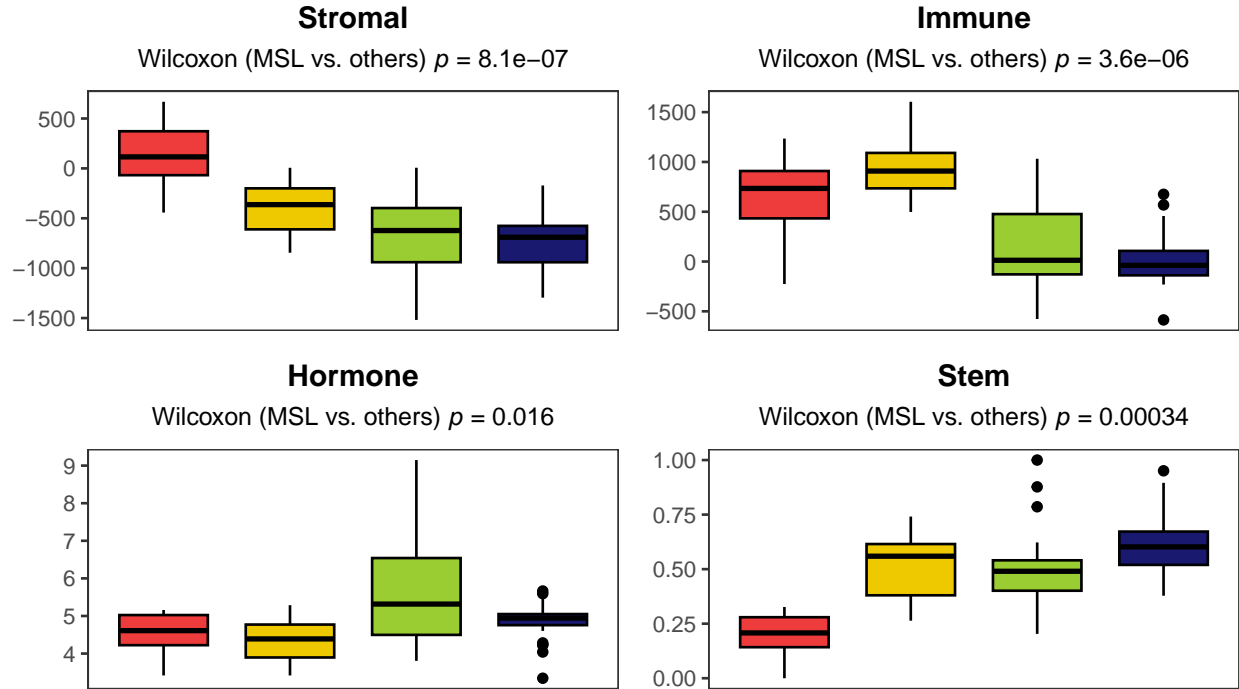 Stromal
Wilcoxon (MSL vs. others) p = 8.1e−07
500
0
−500
−1000
−1500
Immune
Wilcoxon (MSL vs. others) p = 3.6e−06
1500
1000
500
0
−500
Hormone
Wilcoxon (MSL vs. others) p = 0.016
9
8
7
6
5
4
Stem
Wilcoxon (MSL vs. others) p = 0.00034
1.00
0.75
0.50
0.25
0.00